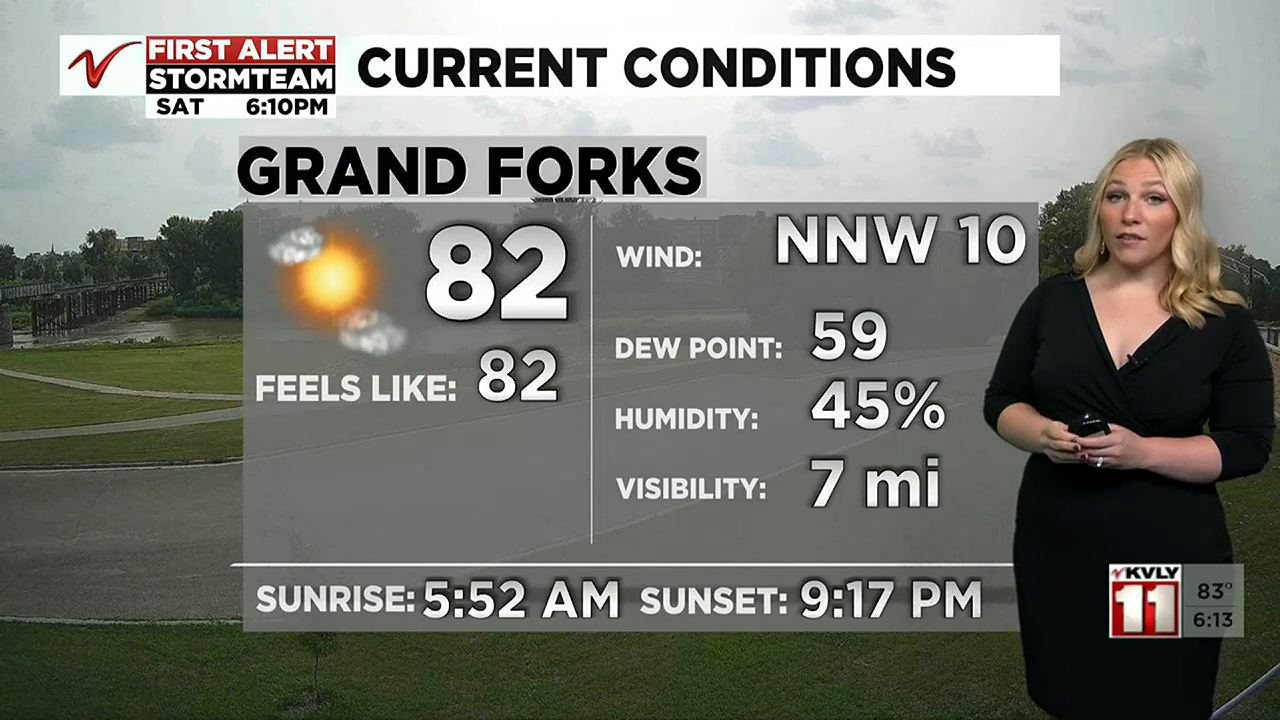 FIRST ALERT
STORMTEAM
SAT 6:10PM
CURRENT CONDITIONS
GRAND FORKS
82
FEELS LIKE: 82
WIND: NNW 10
DEW POINT: 59
HUMIDITY: 45%
VISIBILITY: 7 mi
SUNRISE: 5:52 AM SUNSET: 9:17 PM
KVLY
11
83°
6:13